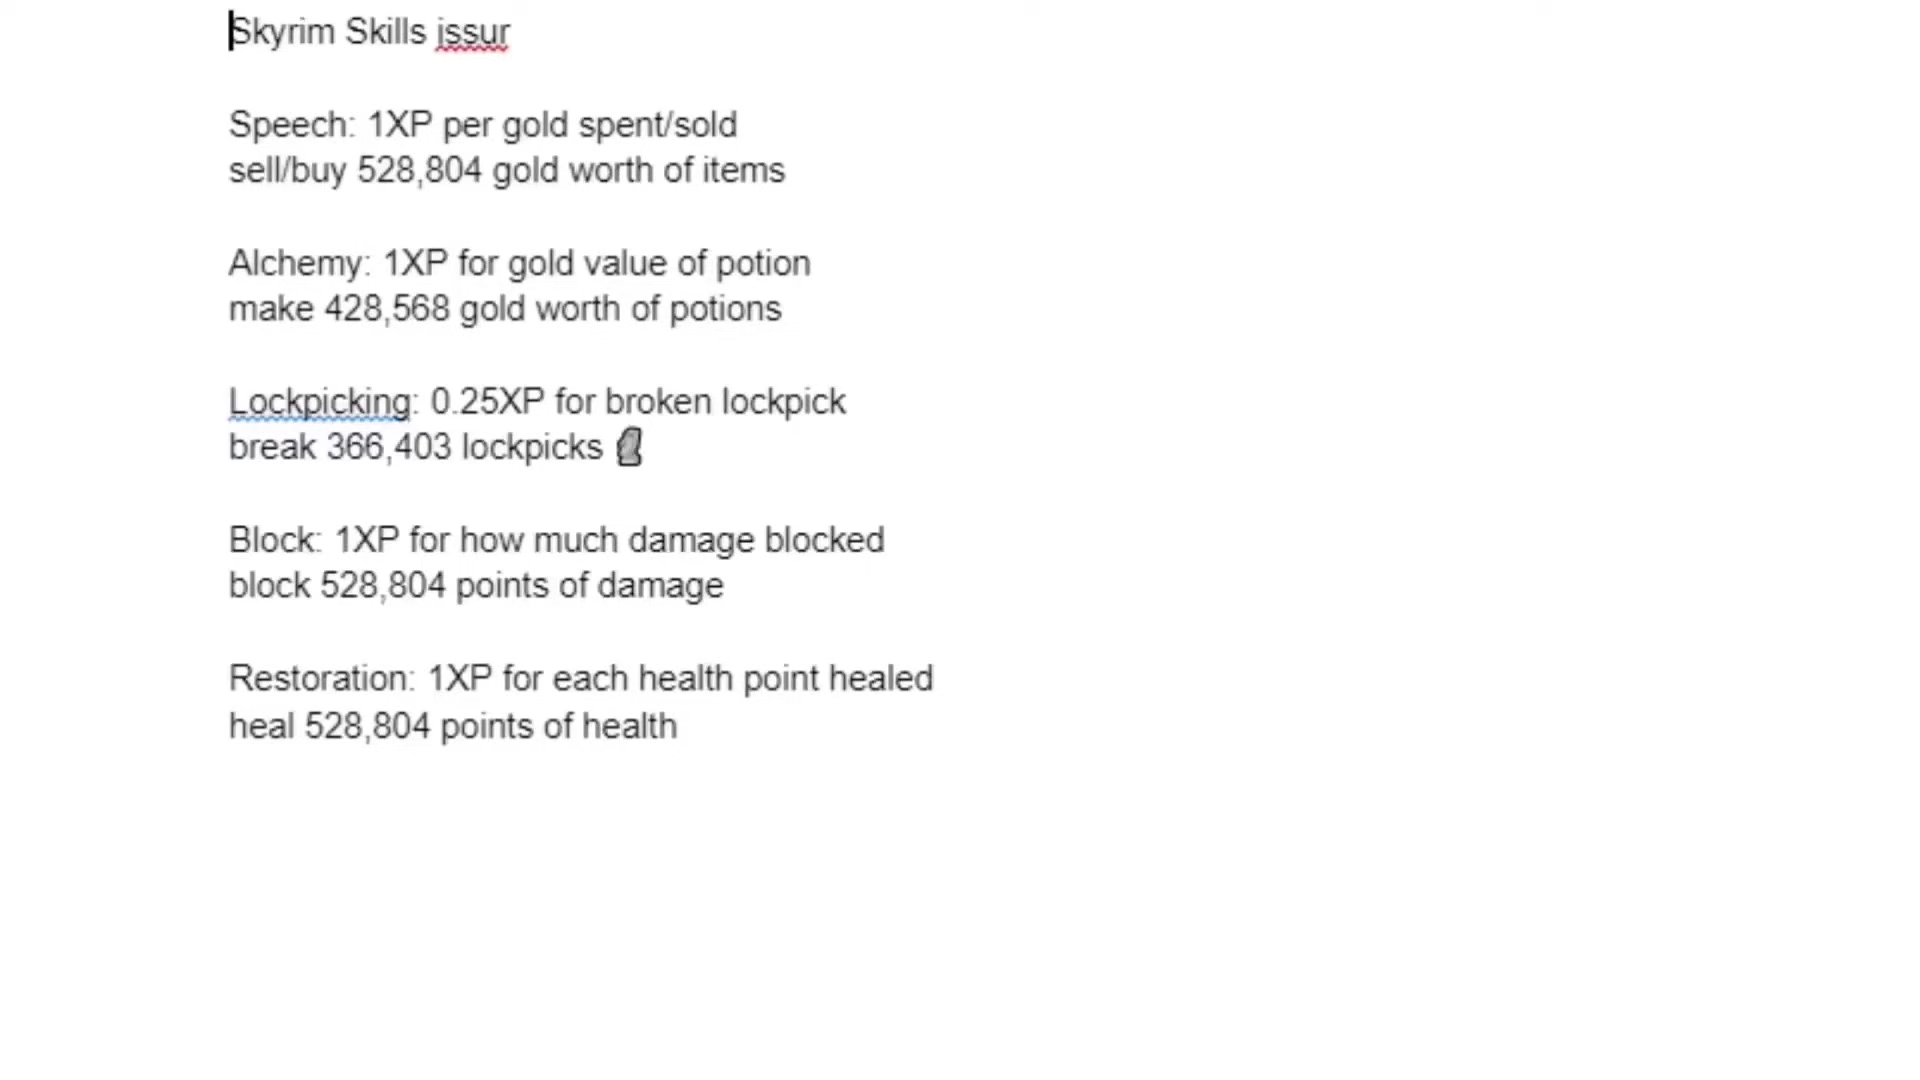 Skyrim Skills issur
Speech: 1XP per gold spent/sold
sell/buy 528,804 gold worth of items
Alchemy: 1XP for gold value of potion
make 428,568 gold worth of potions
Lockpicking: 0.25XP for broken lockpick
break 366,403 lockpicks 🗿
Block: 1XP for how much damage blocked
block 528,804 points of damage
Restoration: 1XP for each health point healed
heal 528,804 points of health